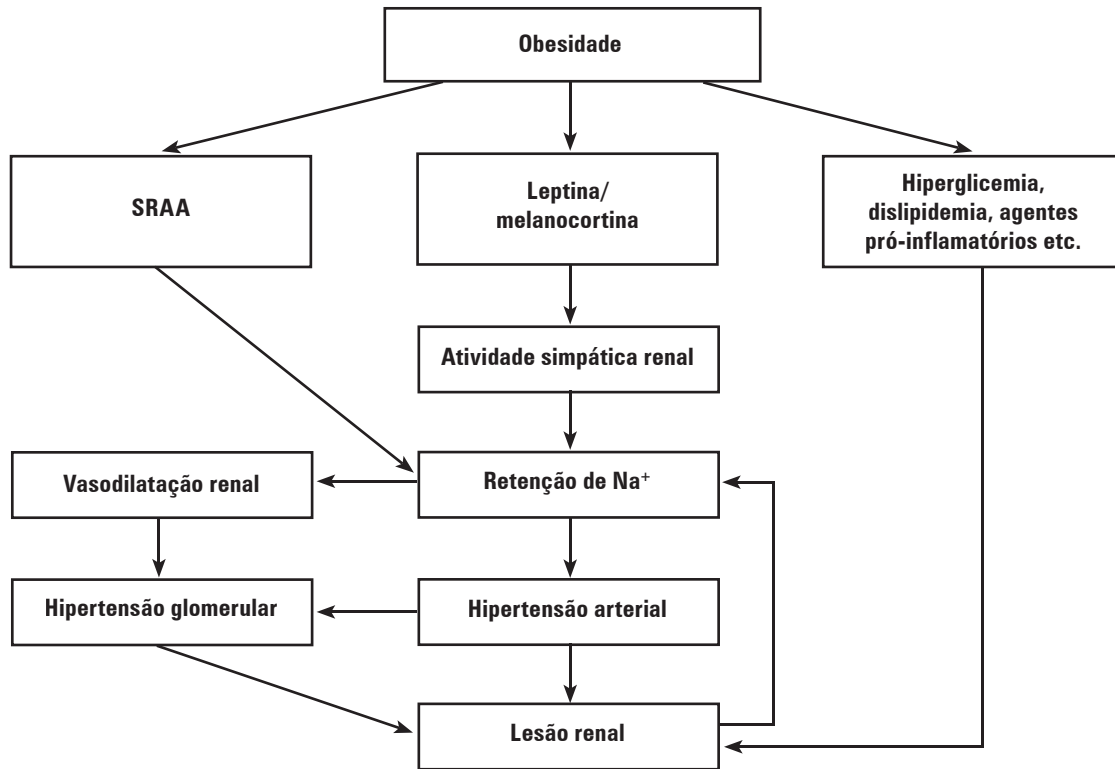 Obesidade
SRAA
Leptina/
melanocortina
Hiperglicemia,
dislipidemia, agentes
pró-inflamatórios etc.
Atividade simpática renal
Vasodilatação renal
Retenção de Na⁺
Hipertensão glomerular
Hipertensão arterial
Lesão renal